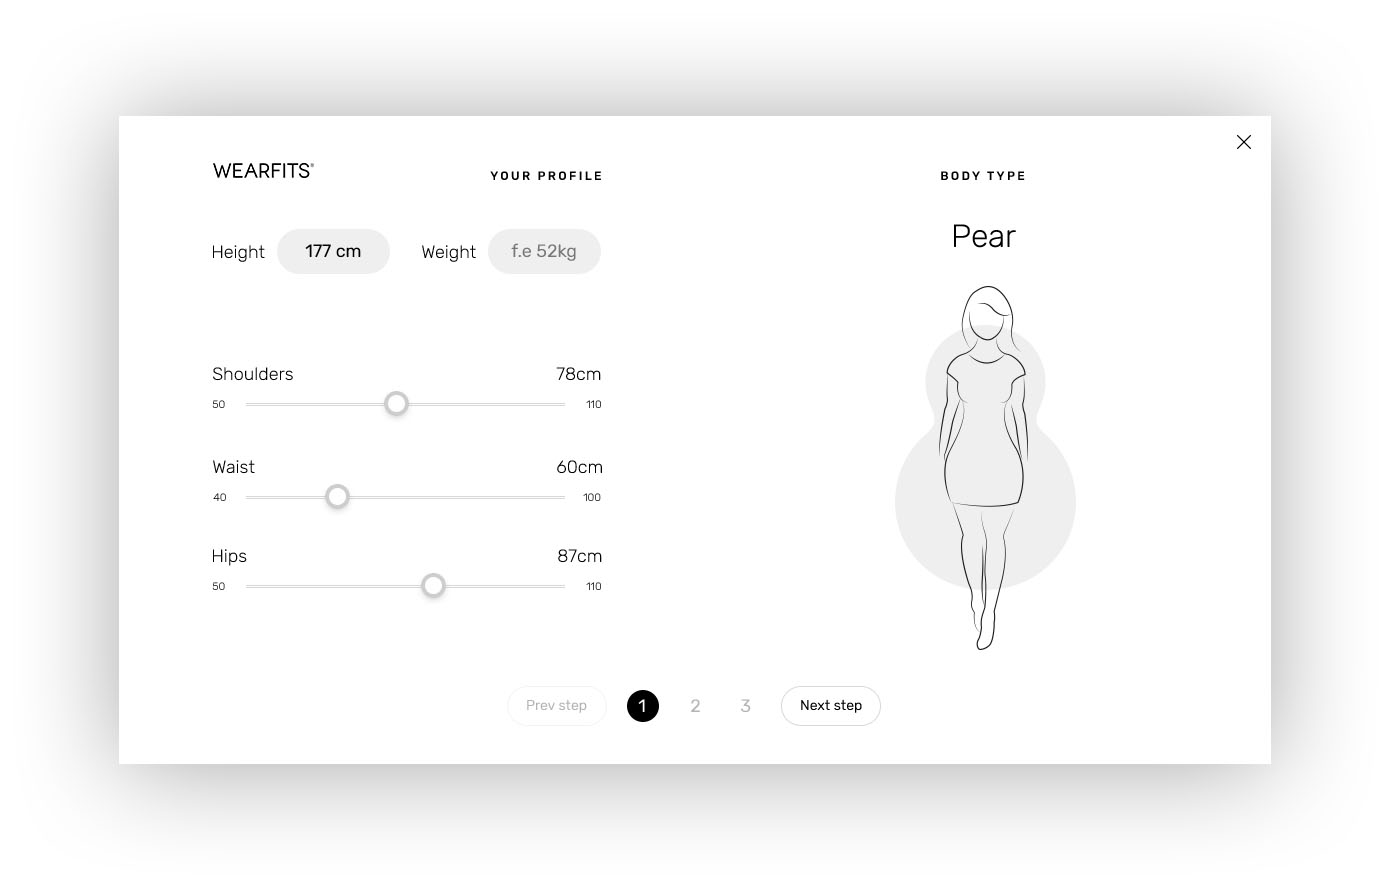 WEARFITS®
YOUR PROFILE
Height 177 cm Weight f.e 52kg
Shoulders 78cm
50 110
Waist 60cm
40 100
Hips 87cm
50 110
BODY TYPE
Pear
Prev step 1 2 3 Next step